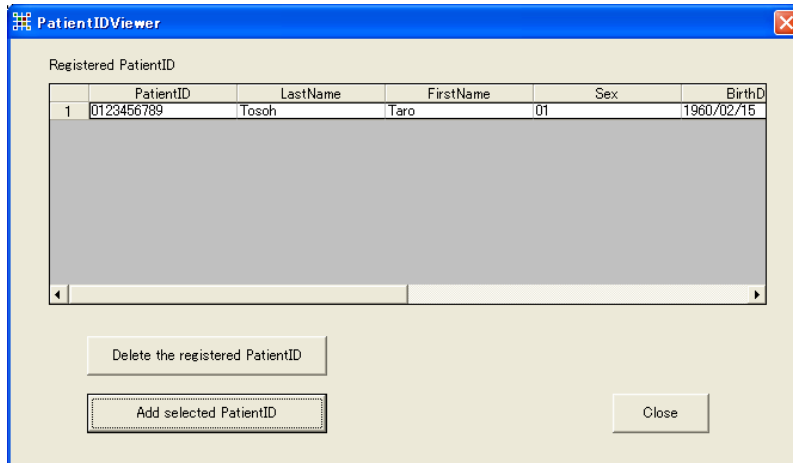 PatientIDViewer
Registered PatientID
PatientID LastName FirstName Sex BirthD
1 0123456789 Tosoh Taro 01 1960/02/15
Delete the registered PatientID
Add selected PatientID Close